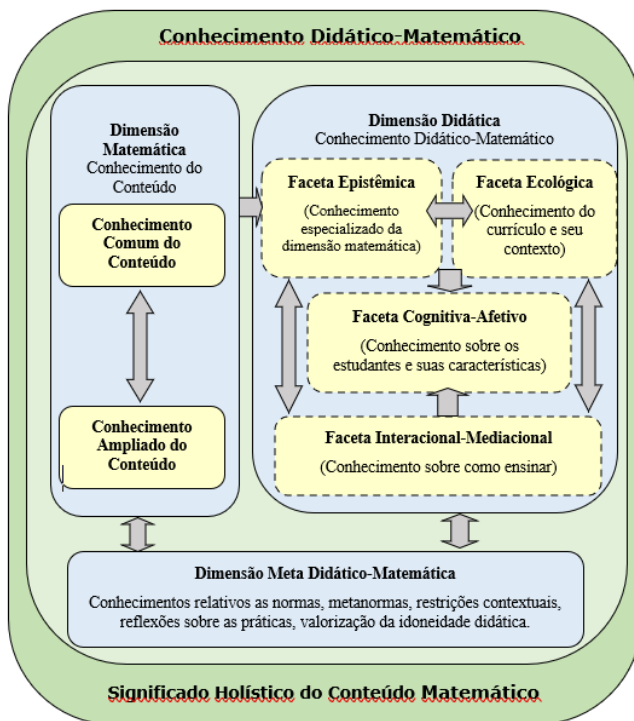 Conhecimento Didático-Matemático
Dimensão
Matemática
Conhecimento do
Conteúdo
Conhecimento
Comum do
Conteúdo
Conhecimento
Ampliado do
Conteúdo
Dimensão Didática
Conhecimento Didático-Matemático
Faceta Epistêmica
(Conhecimento
especializado da
dimensão matemática)
Faceta Ecológica
(Conhecimento do
currículo e seu
contexto)
Faceta Cognitiva-Afetivo
(Conhecimento sobre os
estudantes e suas características)
Faceta Interacional-Mediacional
(Conhecimento sobre como ensinar)
Dimensão Meta Didático-Matemática
Conhecimentos relativos as normas, metanormas, restrições contextuais,
reflexões sobre as práticas, valorização da idoneidade didática.
Significado Holístico do Conteúdo Matemático